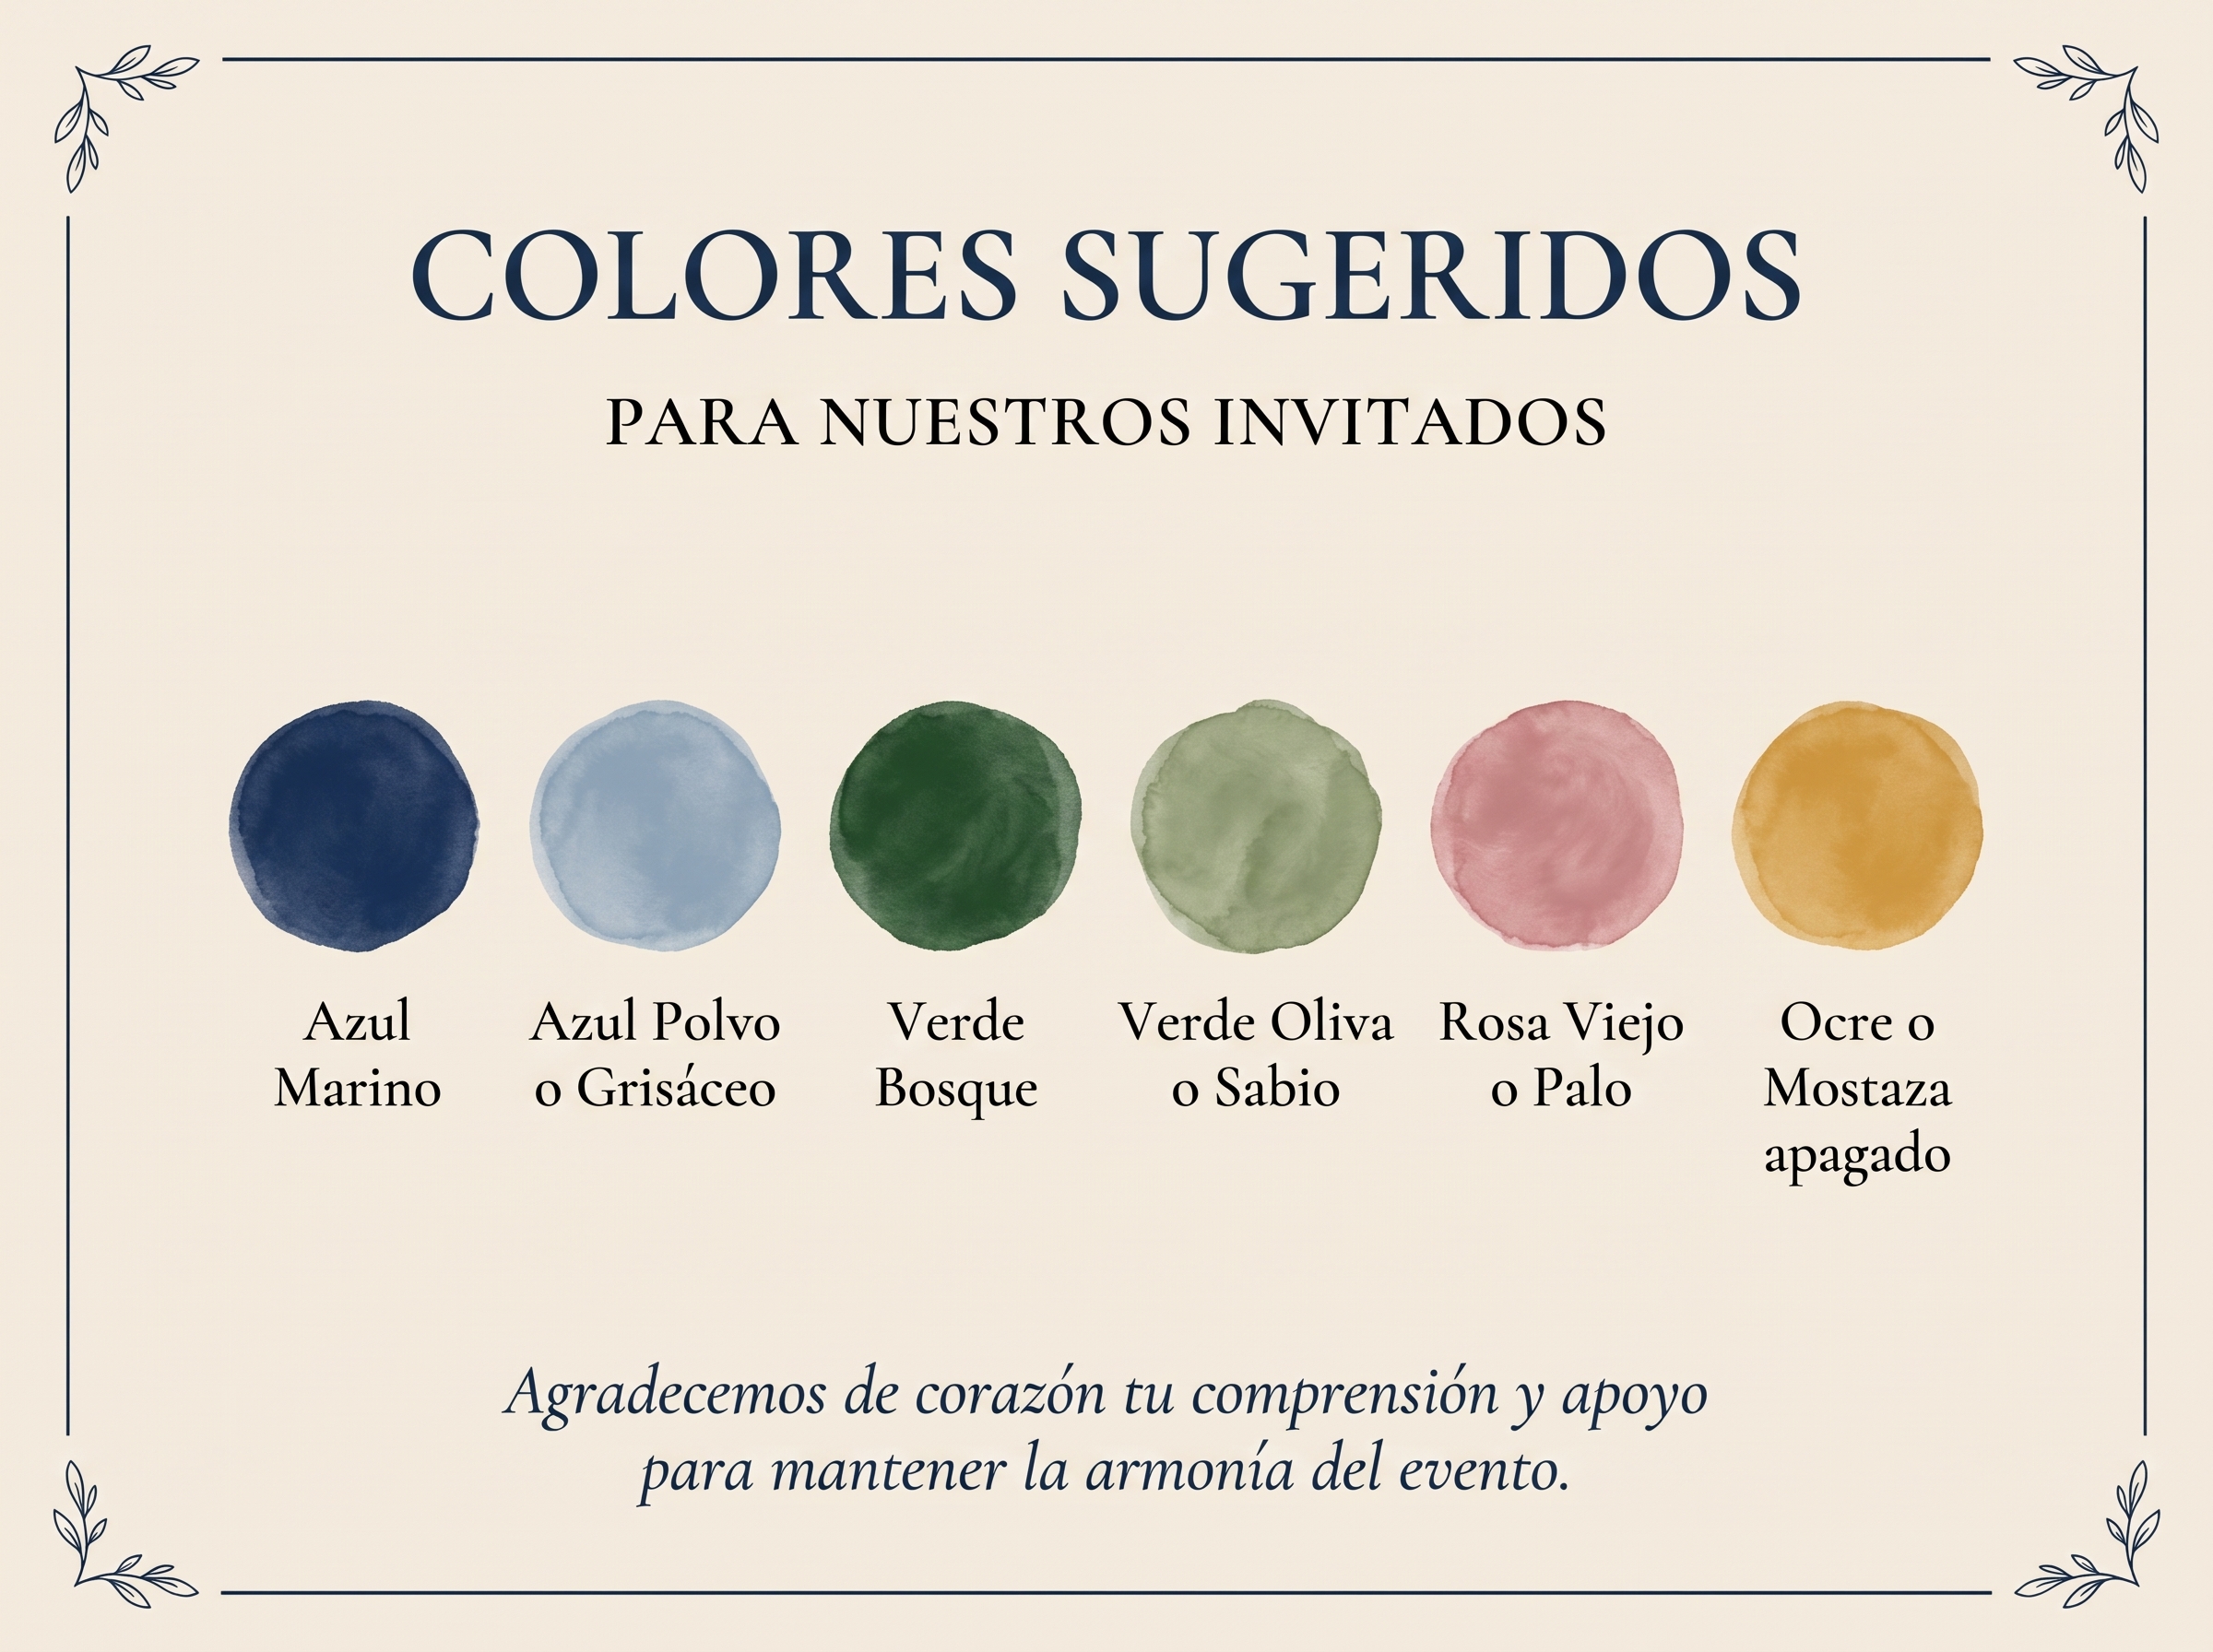 COLORES SUGERIDOS
PARA NUESTROS INVITADOS
Azul
Marino
Azul Polvo
o Grisáceo
Verde
Bosque
Verde Oliva
o Sabio
Rosa Viejo
o Palo
Ocre o
Mostaza
apagado
Agradecemos de corazón tu comprensión y apoyo
para mantener la armonía del evento.